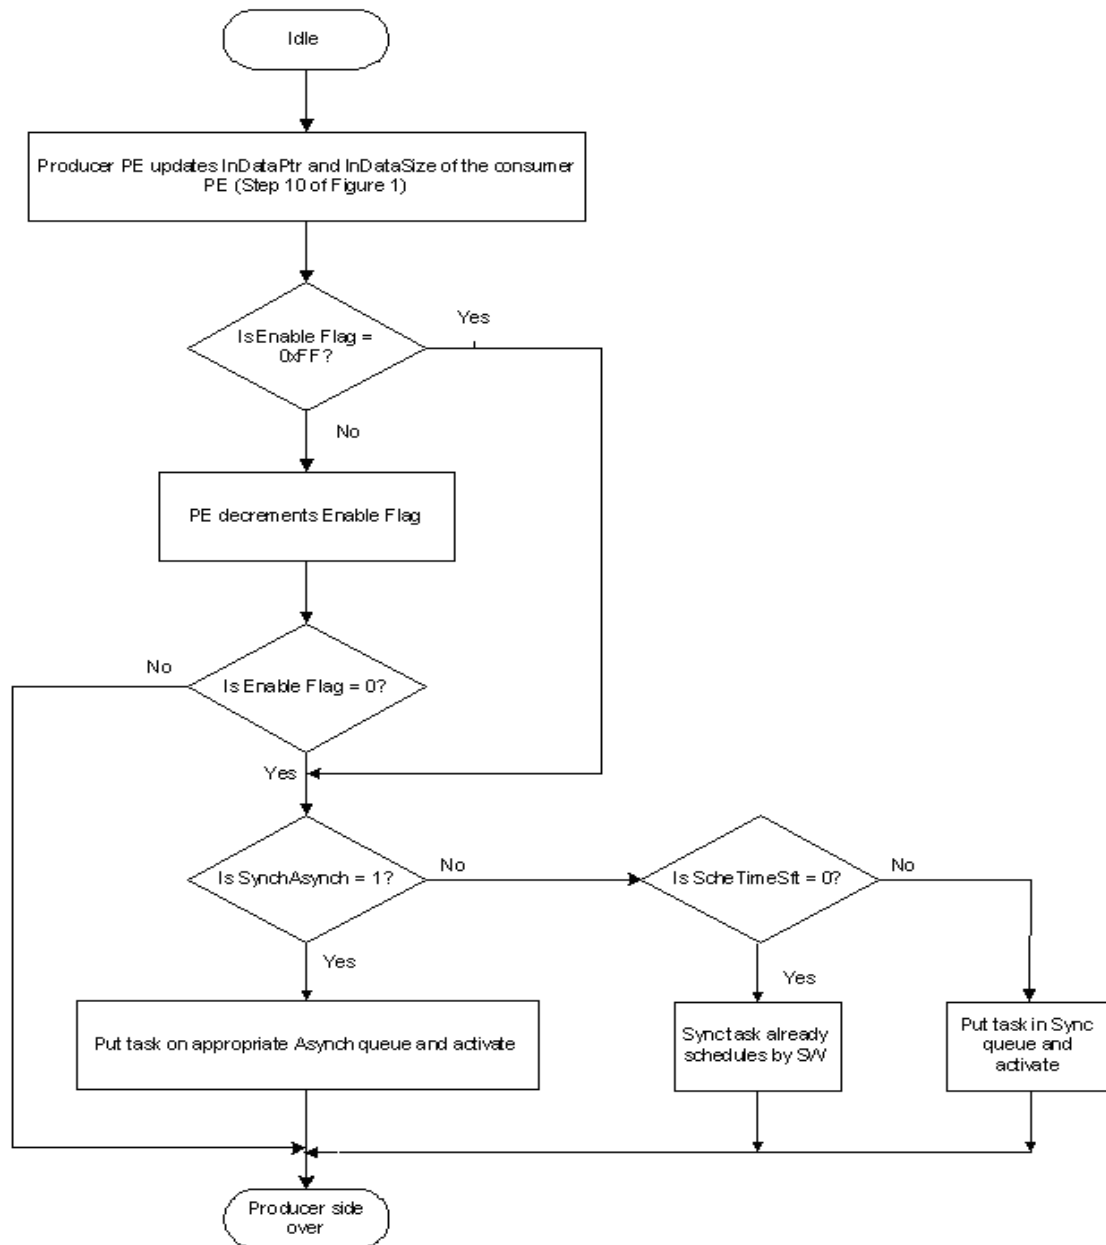 Idle
Producer PE updates InDataPtr and InDataSize of the consumer
PE (Step 10 of Figure 1)
Is Enable Flag =
0xFF?
Yes
No
PE decrements Enable Flag
No
Is Enable Flag = 0?
Yes
Is SynchAsynch = 1?
No
Is ScheTimeSft = 0?
No
Yes
Yes
Put task on appropriate Asynch queue and activate
Sync task already
schedules by SW
Put task in Sync
queue and
activate
Producer side
over